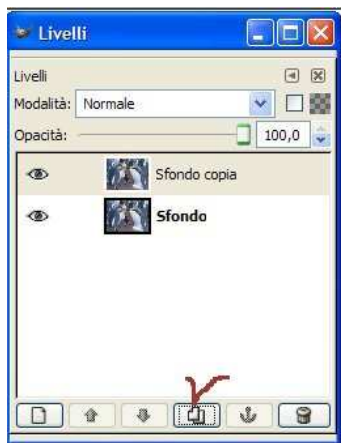 Livelli
Livelli
Modalità: Normale
Opacità: 100,0
Sfondo copia
Sfondo